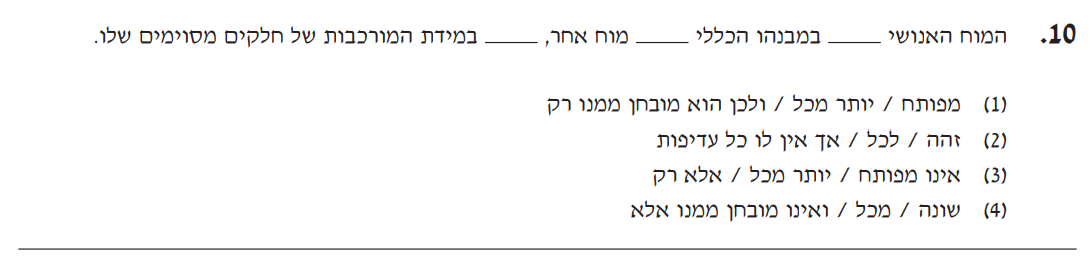 10. המוח האנושי _____ במבנהו הכללי _____ מוח אחר, _____ במידת המורכבות של חלקים מסוימים שלו.
(1) מפותח / יותר מכל / ולכן הוא מובחן ממנו רק
(2) זהה / לכל / אך אין לו כל עדיפות
(3) אינו מפותח / יותר מכל / אלא רק
(4) שונה / מכל / ואינו מובחן ממנו אלא